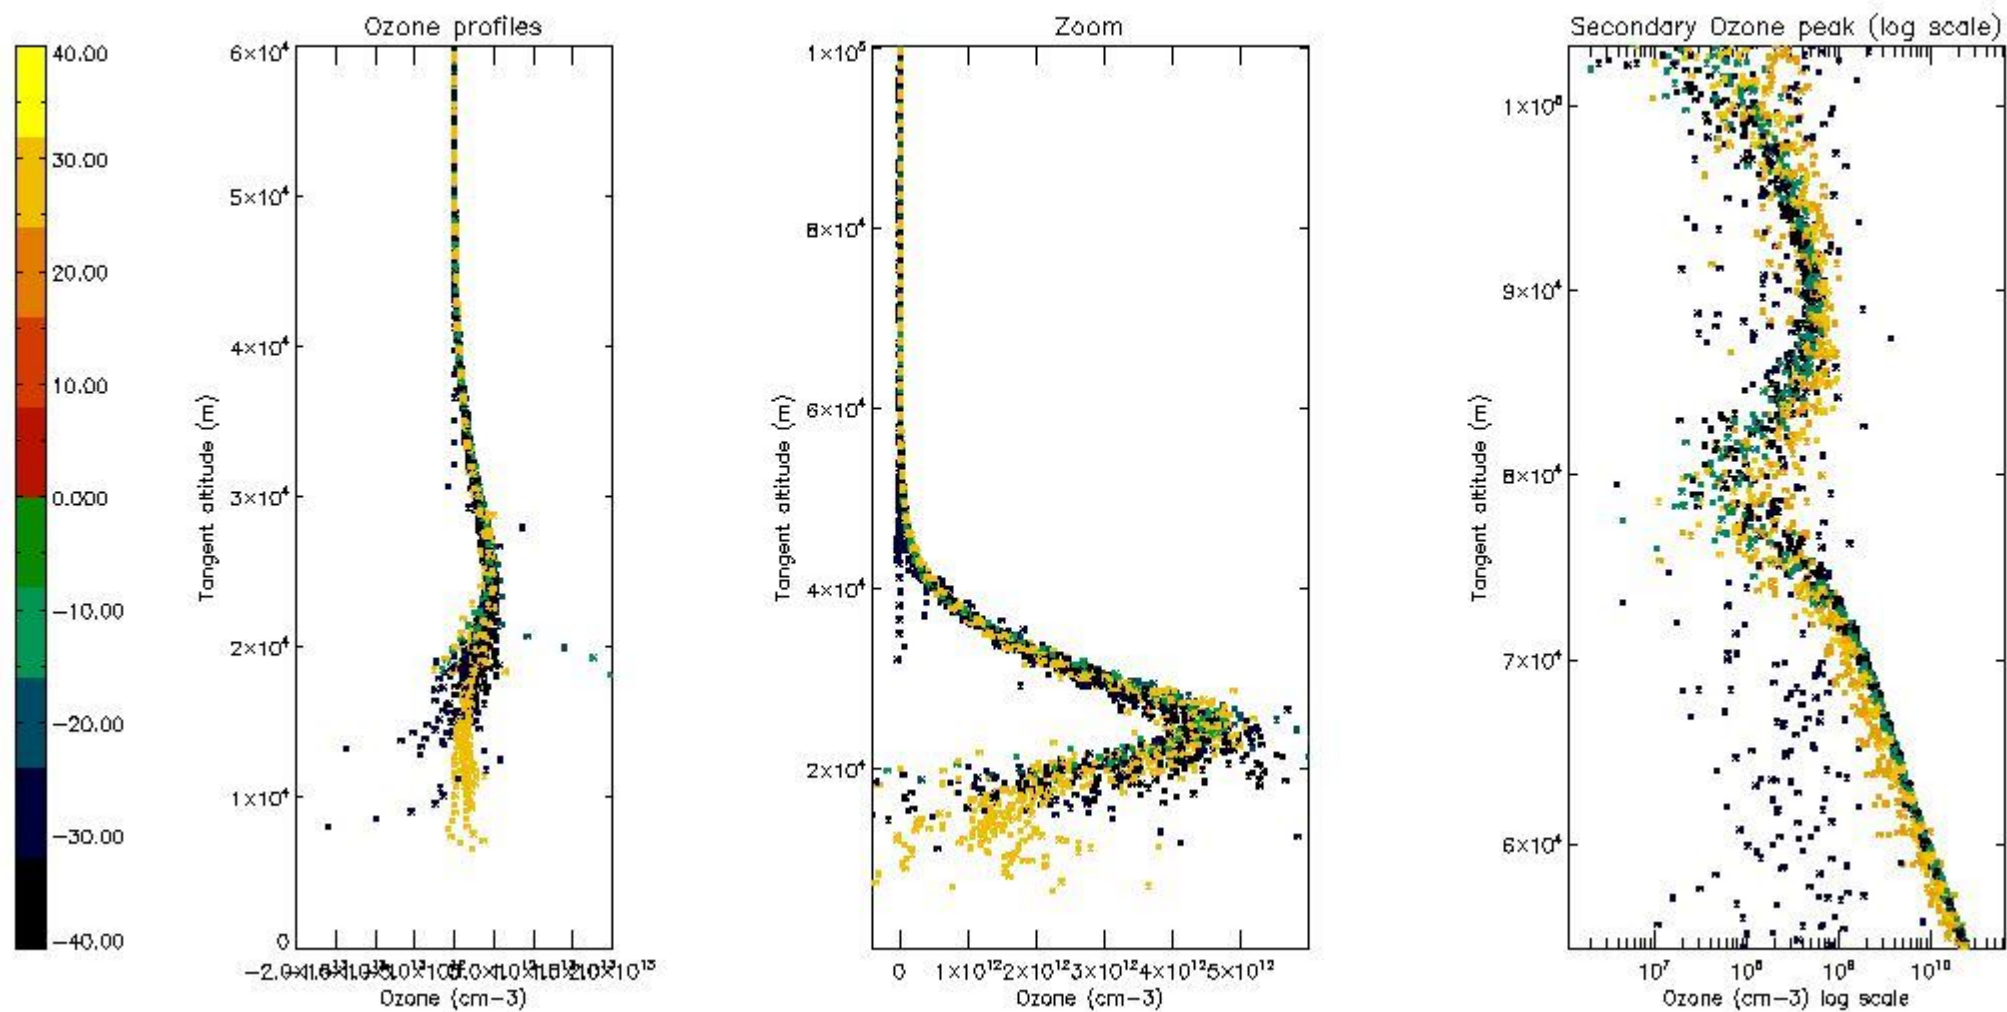 Ozone profiles
Zoom
Secondary Ozone peak (log scale)
40.00
30.00
20.00
10.00
0.000
−10.00
−20.00
−30.00
−40.00
6×10⁴
5×10⁴
4×10⁴
3×10⁴
2×10⁴
1×10⁴
0
Tangent altitude (m)
Ozone (cm−3)
1×10⁵
8×10⁴
6×10⁴
4×10⁴
2×10⁴
Tangent altitude (m)
0 1×10¹² 2×10¹² 3×10¹² 4×10¹² 5×10¹²
Ozone (cm−3)
9×10⁴
8×10⁴
7×10⁴
6×10⁴
Tangent altitude (m)
10⁷ 10¹⁰
Ozone (cm−3) log scale